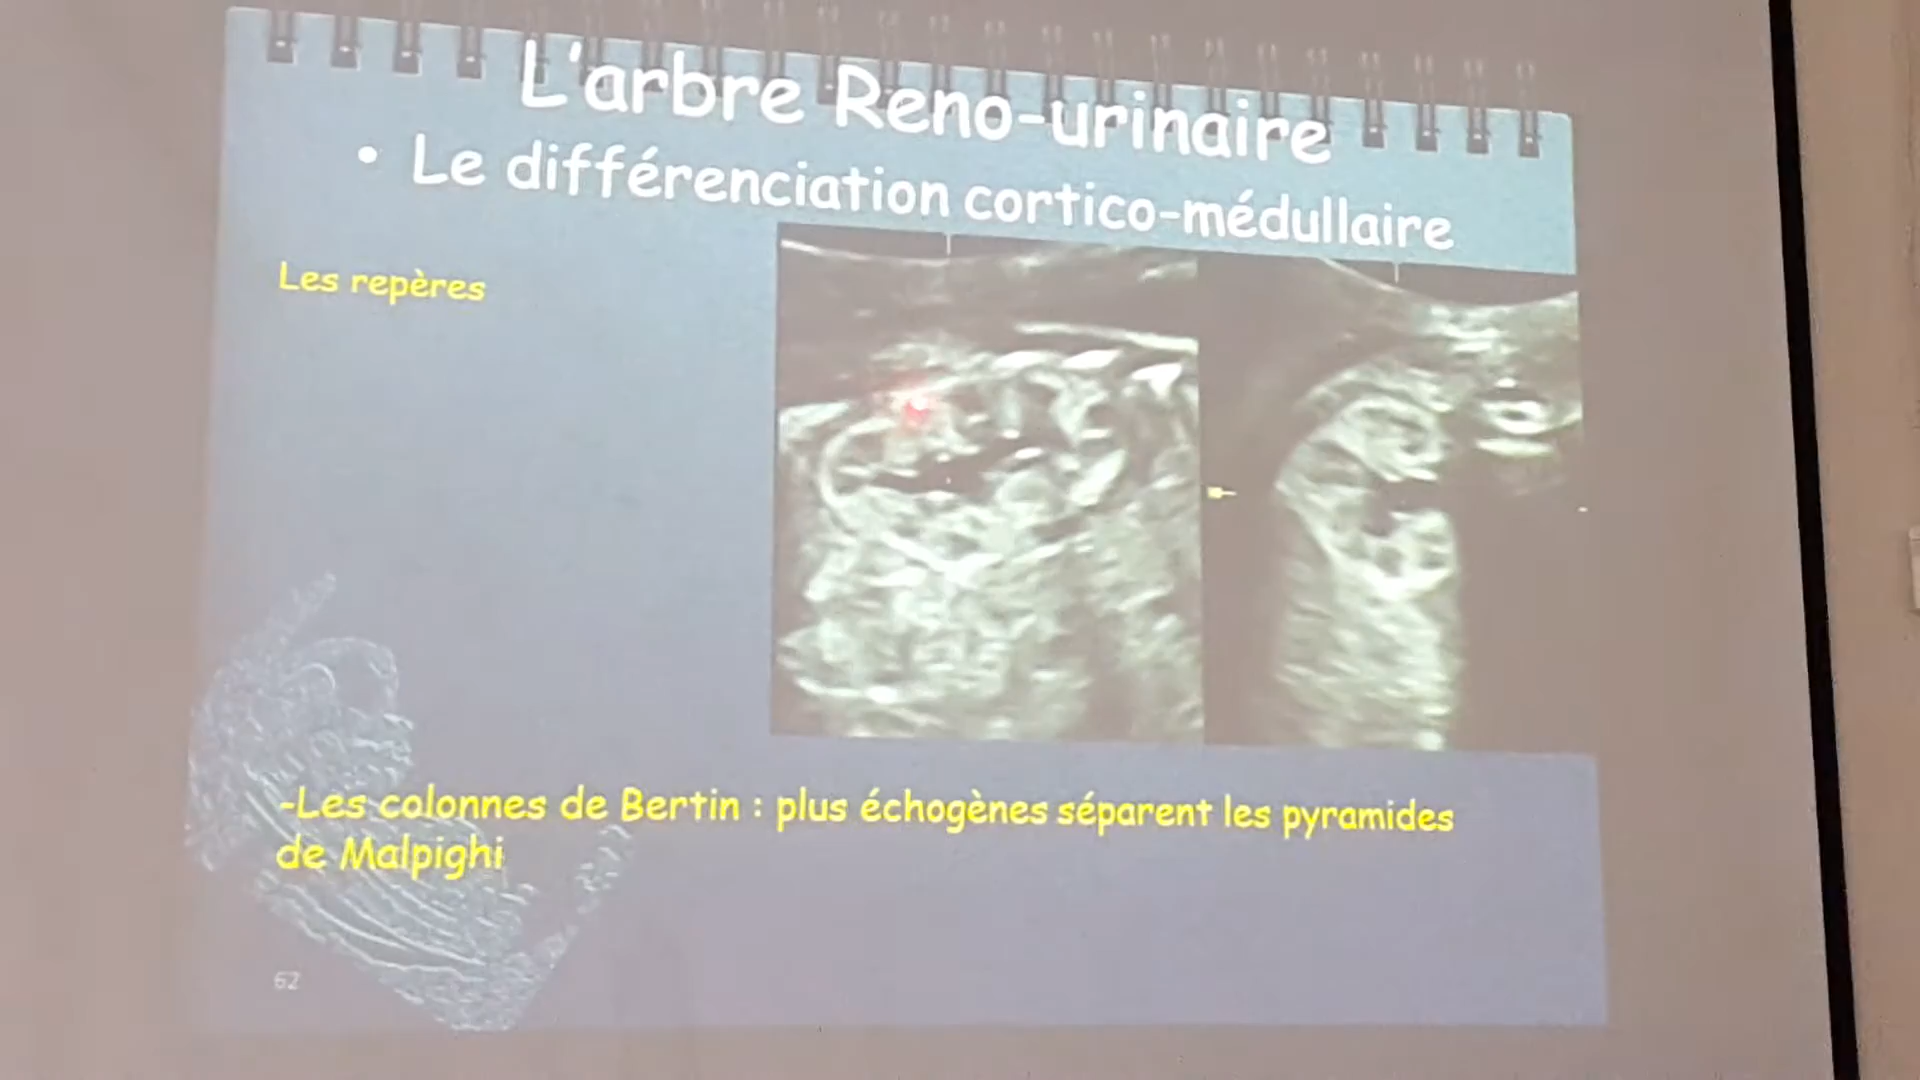 L'arbre Reno-urinaire
• Le différenciation cortico-médullaire
Les repères
-Les colonnes de Bertin : plus échogènes séparent les pyramides
de Malpighi
62